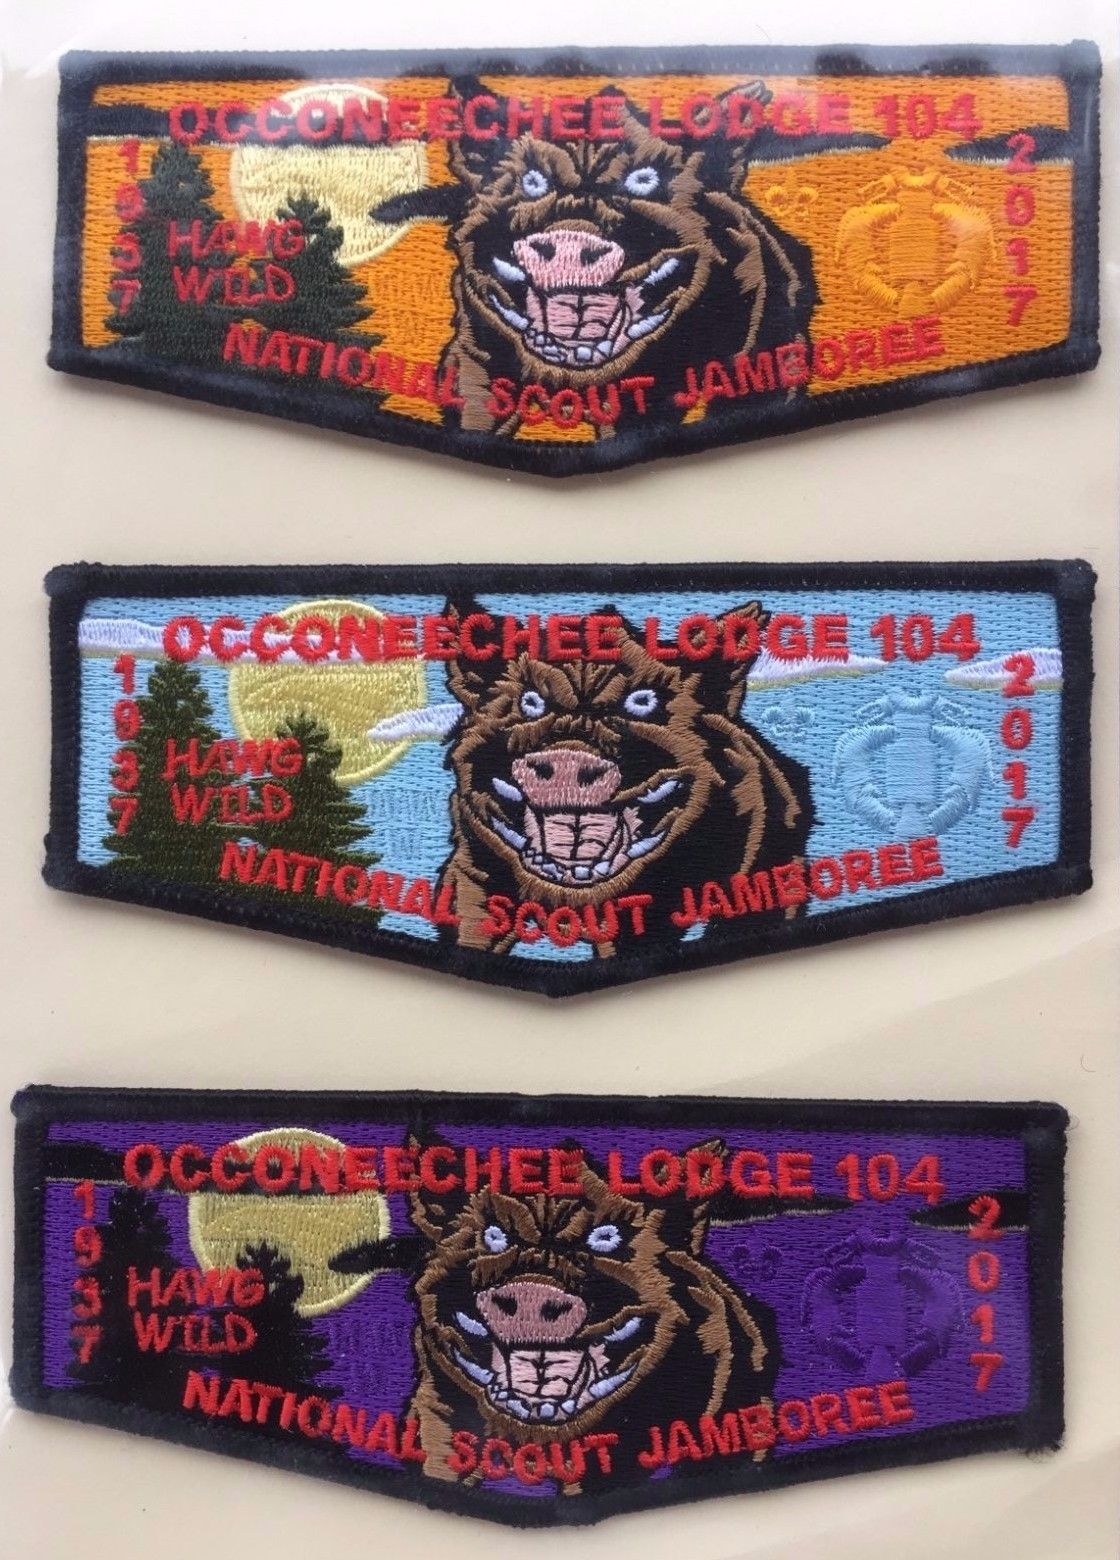 OCCONEECHEE LODGE 104
1937
2017
HAWG
WILD
NATIONAL SCOUT JAMBOREE
OCCONEECHEE LODGE 104
1937
2017
HAWG
WILD
NATIONAL SCOUT JAMBOREE
OCCONEECHEE LODGE 104
1937
2017
HAWG
WILD
NATIONAL SCOUT JAMBOREE